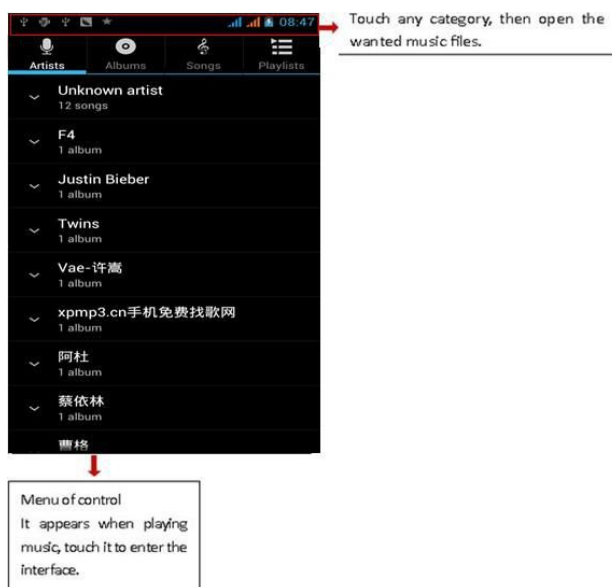 08:47
Touch any category, then open the
wanted music files.
Artists Albums Songs Playlists
Unknown artist
12 songs
F4
1 album
Justin Bieber
1 album
Twins
1 album
Vae-许嵩
1 album
xpmp3.cn手机免费找歌网
1 album
阿杜
1 album
蔡依林
1 album
曹格
Menu of control
It appears when playing
music, touch it to enter the
interface.